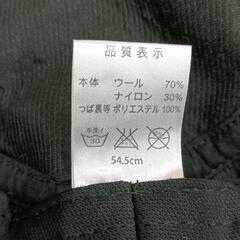 品質表示
本体 ウール 70%
ナイロン 30%
つば裏等 ポリエステル 100%
手洗イ
30
54.5cm